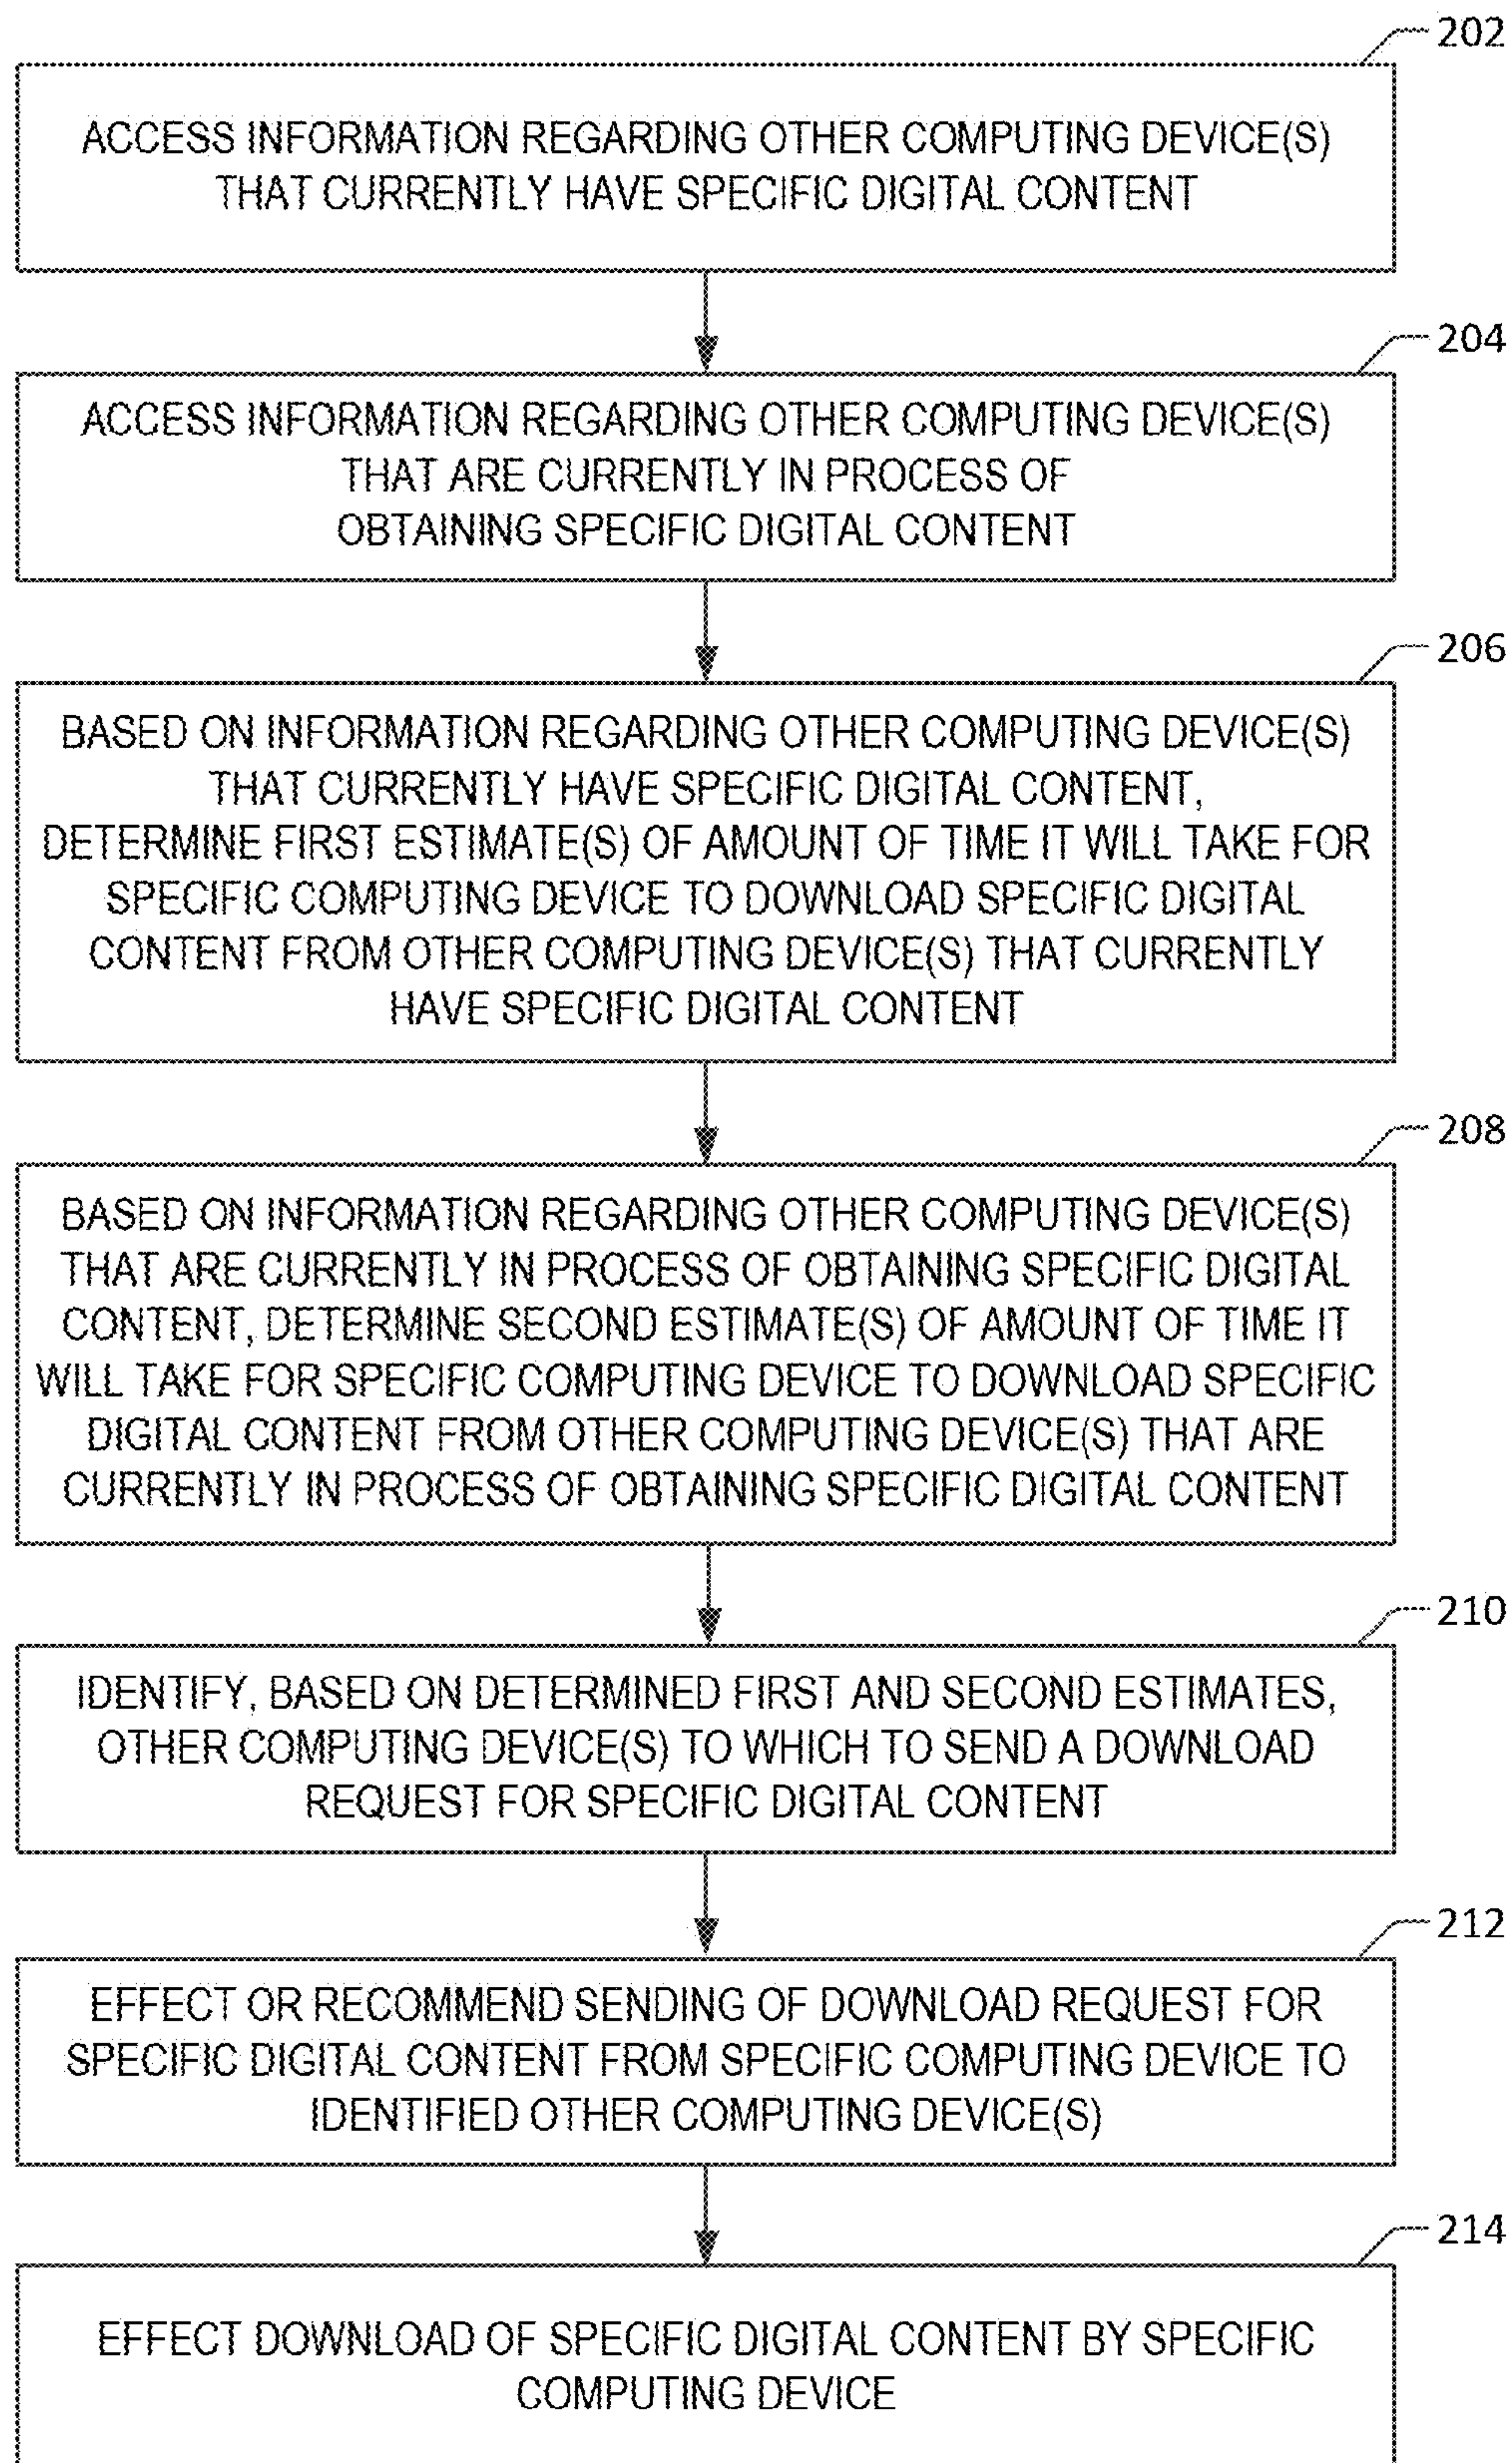 202
ACCESS INFORMATION REGARDING OTHER COMPUTING DEVICE(S)
THAT CURRENTLY HAVE SPECIFIC DIGITAL CONTENT
204
ACCESS INFORMATION REGARDING OTHER COMPUTING DEVICE(S)
THAT ARE CURRENTLY IN PROCESS OF
OBTAINING SPECIFIC DIGITAL CONTENT
206
BASED ON INFORMATION REGARDING OTHER COMPUTING DEVICE(S)
THAT CURRENTLY HAVE SPECIFIC DIGITAL CONTENT,
DETERMINE FIRST ESTIMATE(S) OF AMOUNT OF TIME IT WILL TAKE FOR
SPECIFIC COMPUTING DEVICE TO DOWNLOAD SPECIFIC DIGITAL
CONTENT FROM OTHER COMPUTING DEVICE(S) THAT CURRENTLY
HAVE SPECIFIC DIGITAL CONTENT
208
BASED ON INFORMATION REGARDING OTHER COMPUTING DEVICE(S)
THAT ARE CURRENTLY IN PROCESS OF OBTAINING SPECIFIC DIGITAL
CONTENT, DETERMINE SECOND ESTIMATE(S) OF AMOUNT OF TIME IT
WILL TAKE FOR SPECIFIC COMPUTING DEVICE TO DOWNLOAD SPECIFIC
DIGITAL CONTENT FROM OTHER COMPUTING DEVICE(S) THAT ARE
CURRENTLY IN PROCESS OF OBTAINING SPECIFIC DIGITAL CONTENT
210
IDENTIFY, BASED ON DETERMINED FIRST AND SECOND ESTIMATES,
OTHER COMPUTING DEVICE(S) TO WHICH TO SEND A DOWNLOAD
REQUEST FOR SPECIFIC DIGITAL CONTENT
212
EFFECT OR RECOMMEND SENDING OF DOWNLOAD REQUEST FOR
SPECIFIC DIGITAL CONTENT FROM SPECIFIC COMPUTING DEVICE TO
IDENTIFIED OTHER COMPUTING DEVICE(S)
214
EFFECT DOWNLOAD OF SPECIFIC DIGITAL CONTENT BY SPECIFIC
COMPUTING DEVICE